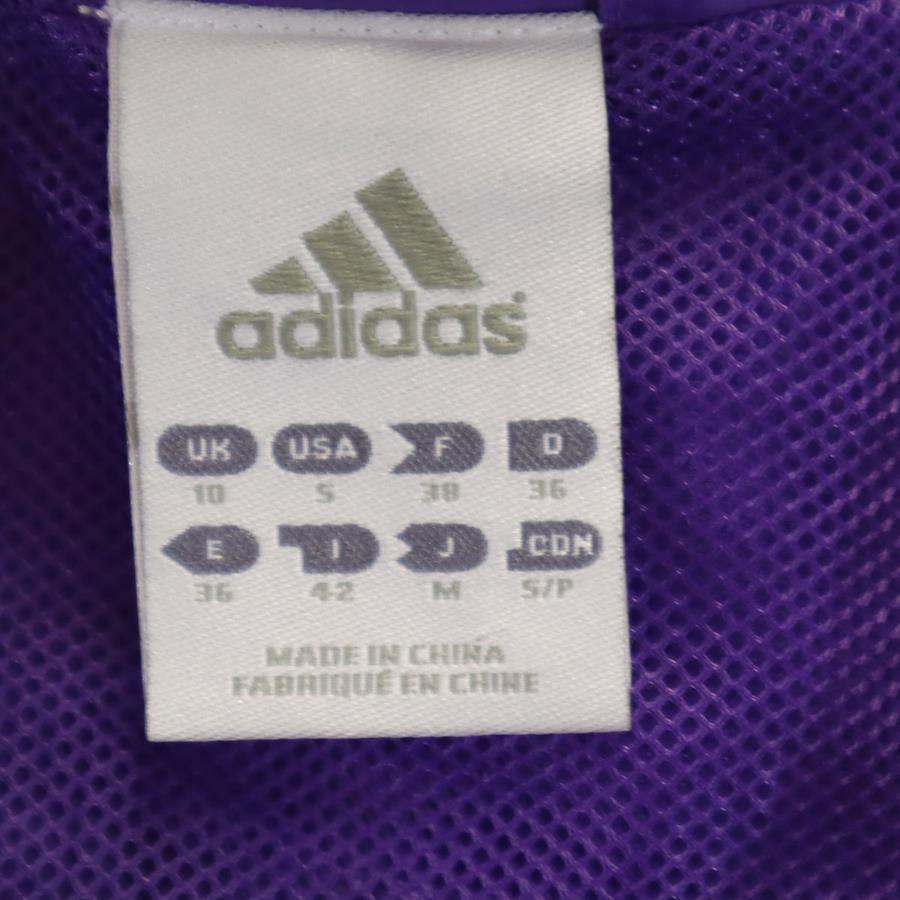 adidas
UK USA F D
10 S 38 36
E I J CDN
36 42 M S/P
MADE IN CHINA
FABRIQUÉ EN CHINE